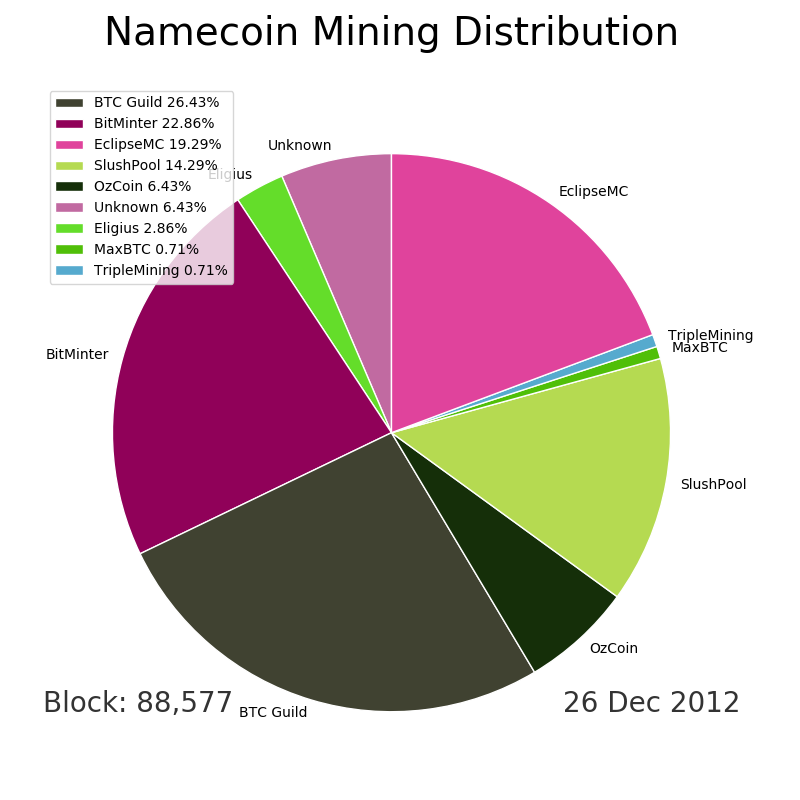 Namecoin Mining Distribution
BTC Guild 26.43%
BitMinter 22.86%
EclipseMC 19.29%
SlushPool 14.29%
OzCoin 6.43%
Unknown 6.43%
Eligius 2.86%
MaxBTC 0.71%
TripleMining 0.71%
Unknown
Eligius
EclipseMC
TripleMining
MaxBTC
BitMinter
SlushPool
OzCoin
BTC Guild
Block: 88,577
26 Dec 2012